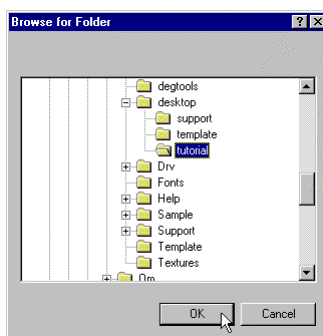 Browse for Folder
degtools
desktop
support
template
tutorial
Drv
Fonts
Help
Sample
Support
Template
Textures
OK Cancel